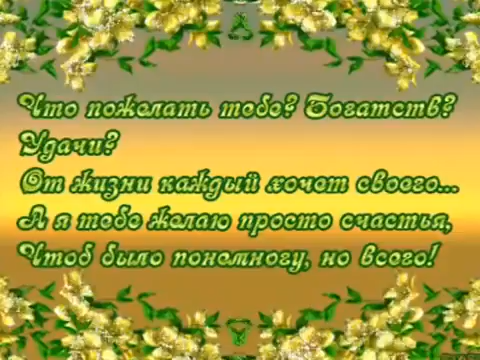 Что пожелать тебе? Богатств?
Удачи?
От жизни каждый хочет своего...
А я тебе желаю просто счастья,
Чтоб было понемногу, но всего!